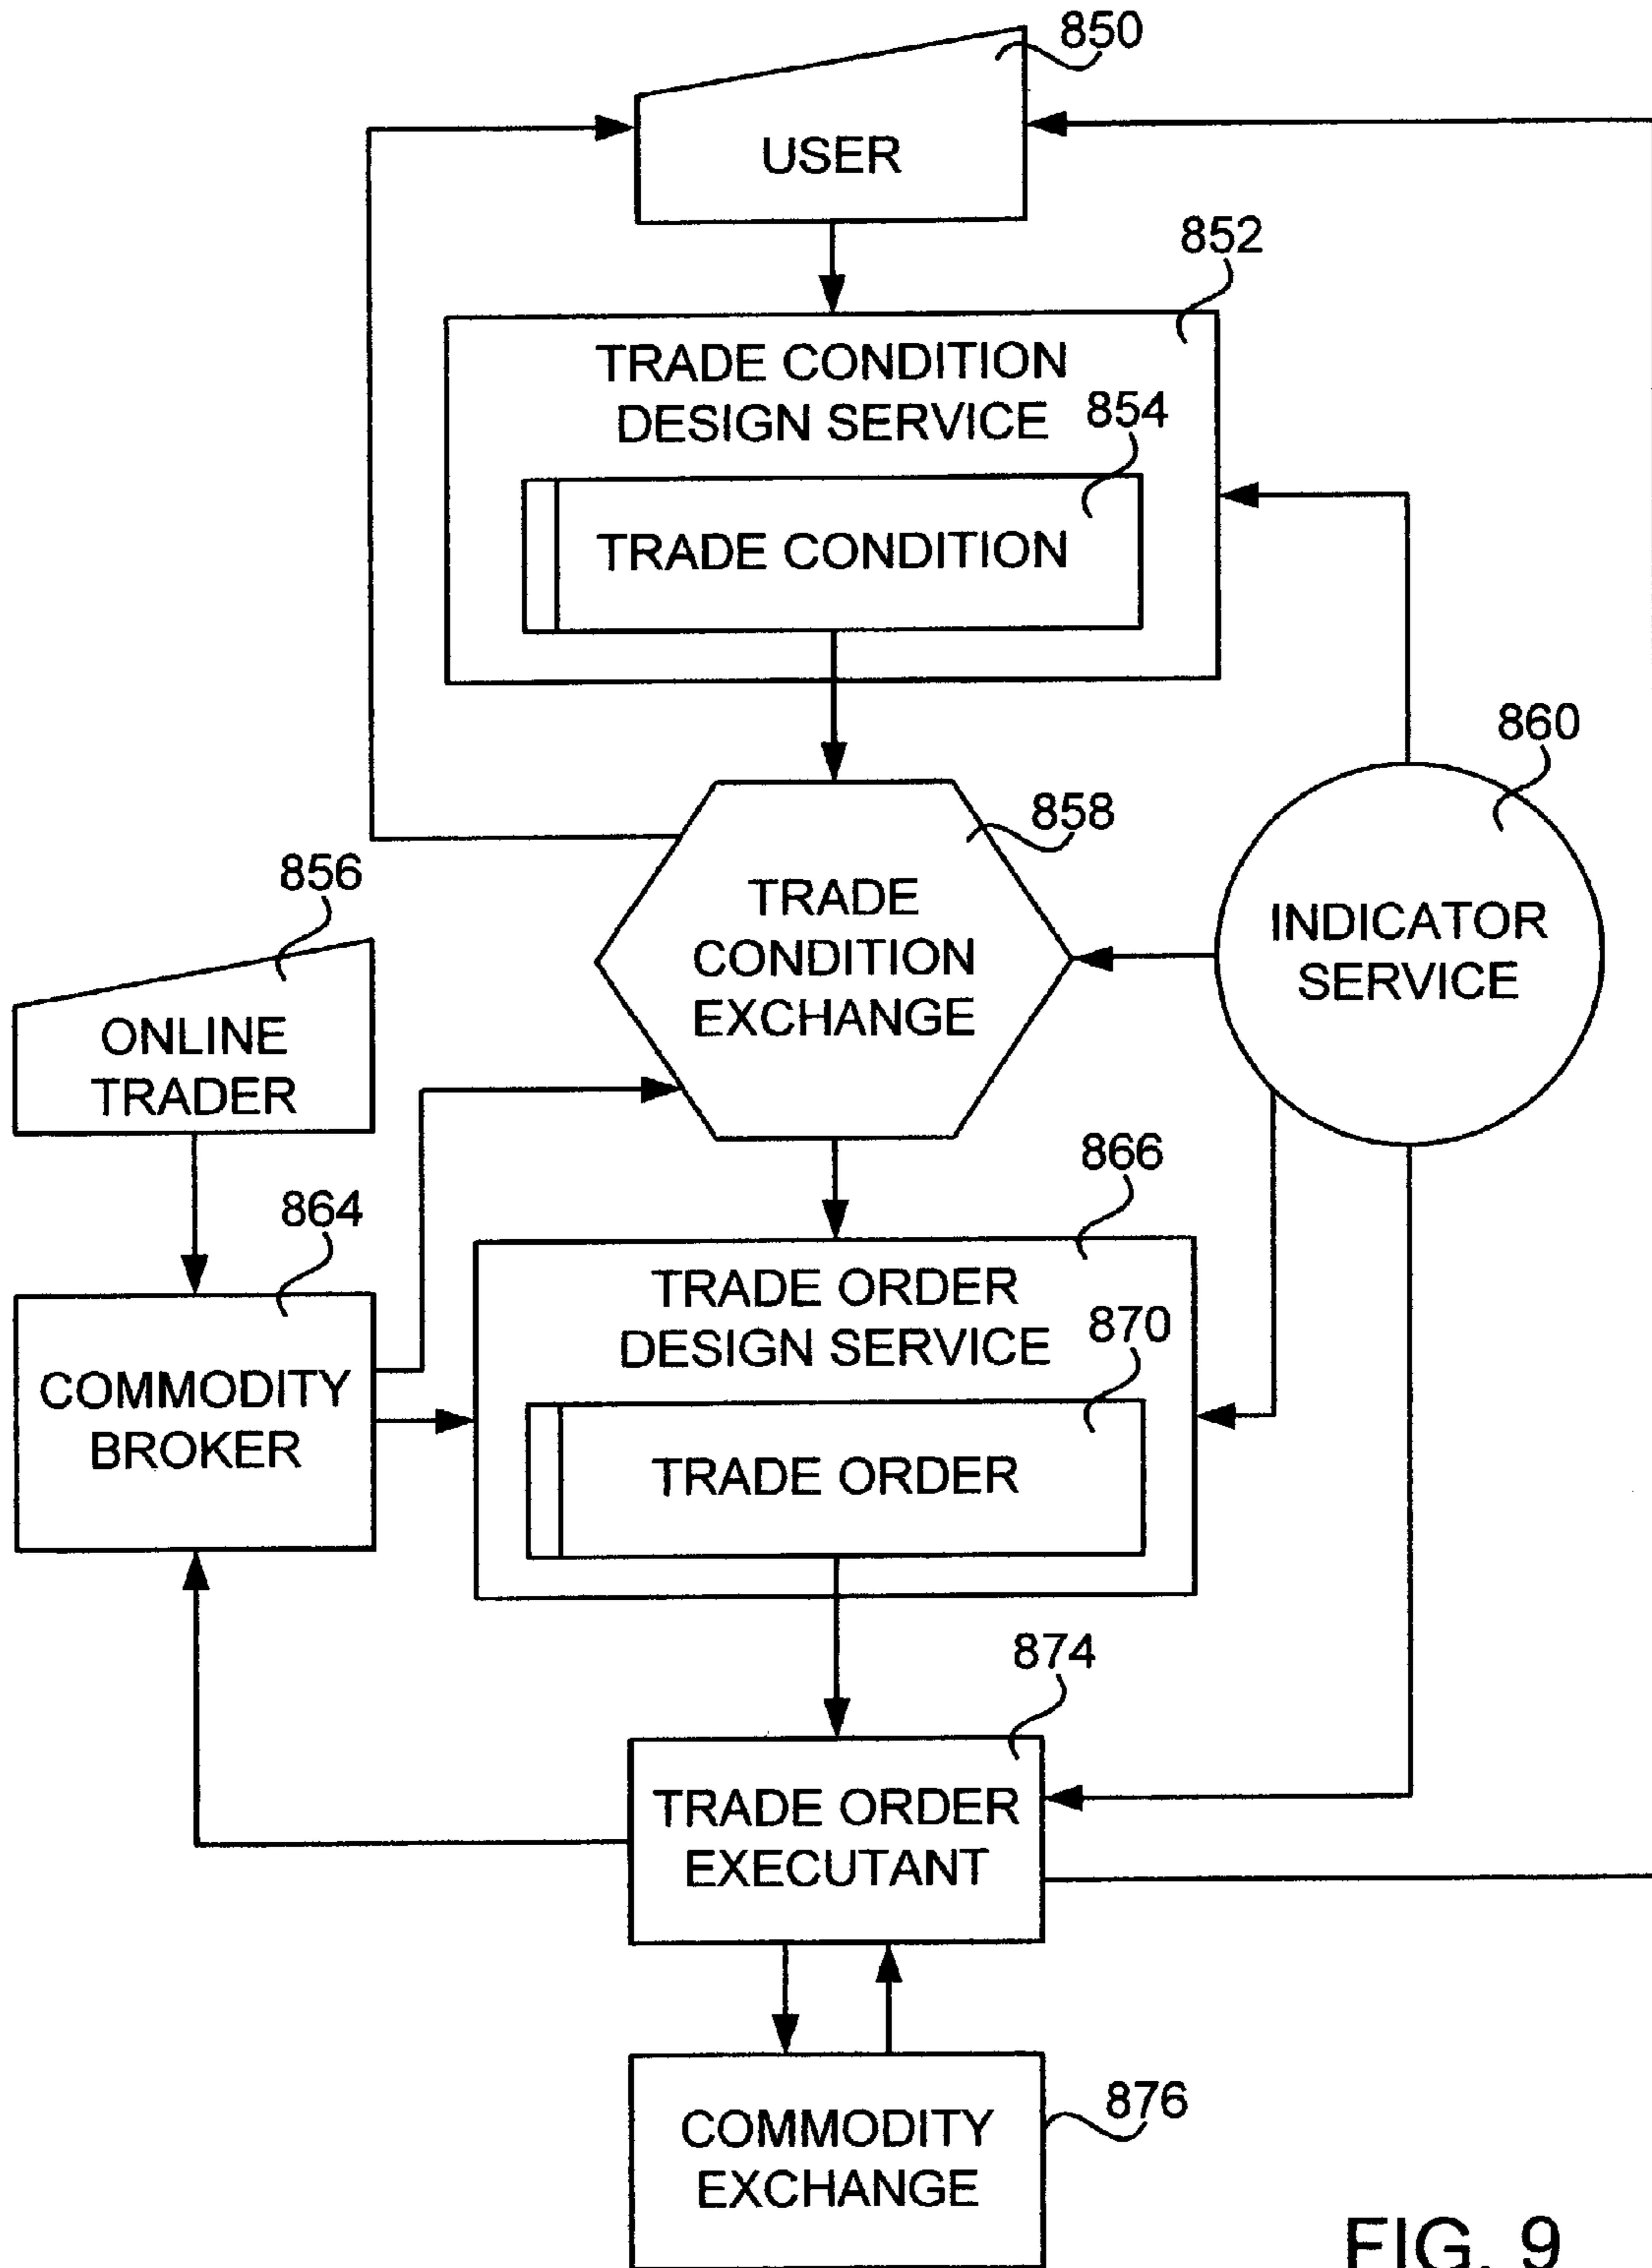 850
USER
852
TRADE CONDITION
DESIGN SERVICE
854
TRADE CONDITION
860
858
TRADE
CONDITION
EXCHANGE
INDICATOR
SERVICE
856
ONLINE
TRADER
866
864
TRADE ORDER
DESIGN SERVICE
870
COMMODITY
BROKER
TRADE ORDER
874
TRADE ORDER
EXECUTANT
876
COMMODITY
EXCHANGE
FIG. 9